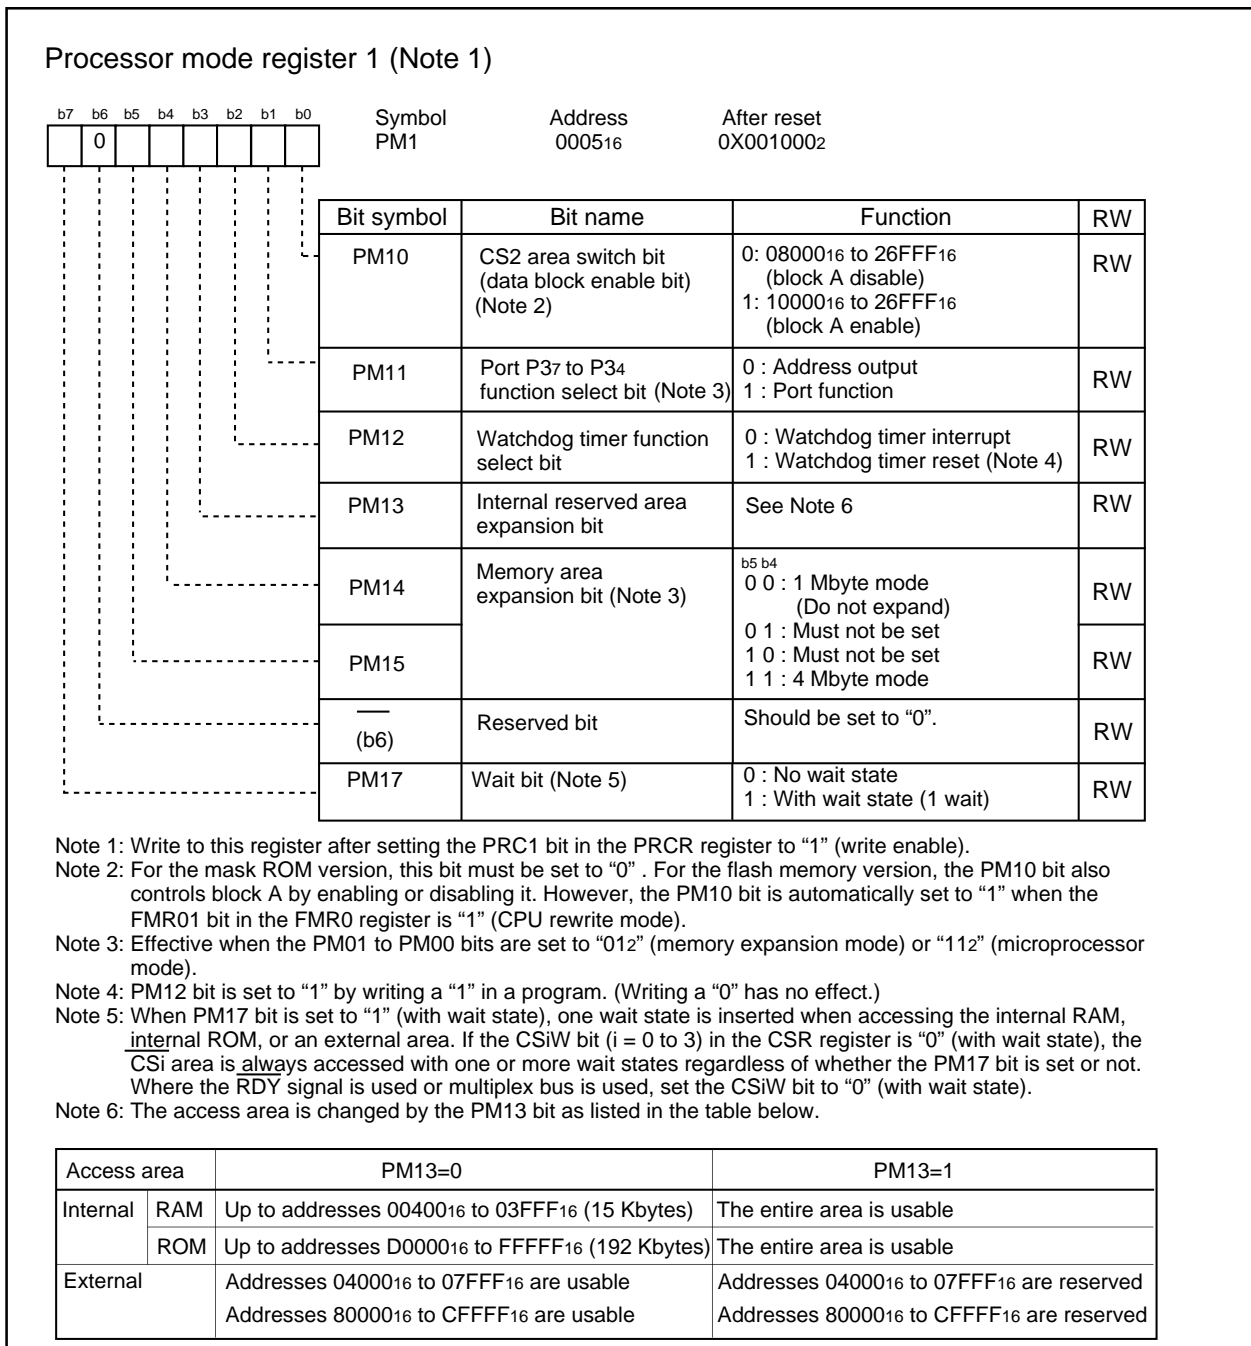 Processor mode register 1 (Note 1)
b7 b6 b5 b4 b3 b2 b1 b0
0
Symbol Address After reset
PM1 000516 0X0010002
Bit symbol Bit name Function RW
PM10 CS2 area switch bit 0: 0800016 to 26FFF16 RW
(data block enable bit) (block A disable)
(Note 2) 1: 1000016 to 26FFF16
(block A enable)
PM11 Port P37 to P34 0 : Address output RW
function select bit (Note 3) 1 : Port function
PM12 Watchdog timer function 0 : Watchdog timer interrupt RW
select bit 1 : Watchdog timer reset (Note 4)
PM13 Internal reserved area See Note 6 RW
expansion bit
PM14 Memory area b5 b4 RW
expansion bit (Note 3) 0 0 : 1 Mbyte mode
(Do not expand)
0 1 : Must not be set
PM15 1 0 : Must not be set RW
1 1 : 4 Mbyte mode
(b6) Reserved bit Should be set to “0”. RW
PM17 Wait bit (Note 5) 0 : No wait state RW
1 : With wait state (1 wait)
Note 1: Write to this register after setting the PRC1 bit in the PRCR register to “1” (write enable).
Note 2: For the mask ROM version, this bit must be set to “0” . For the flash memory version, the PM10 bit also
controls block A by enabling or disabling it. However, the PM10 bit is automatically set to “1” when the
FMR01 bit in the FMR0 register is “1” (CPU rewrite mode).
Note 3: Effective when the PM01 to PM00 bits are set to “012” (memory expansion mode) or “112” (microprocessor
mode).
Note 4: PM12 bit is set to “1” by writing a “1” in a program. (Writing a “0” has no effect.)
Note 5: When PM17 bit is set to “1” (with wait state), one wait state is inserted when accessing the internal RAM,
internal ROM, or an external area. If the CSiW bit (i = 0 to 3) in the CSR register is “0” (with wait state), the
CSi area is always accessed with one or more wait states regardless of whether the PM17 bit is set or not.
Where the RDY signal is used or multiplex bus is used, set the CSiW bit to “0” (with wait state).
Note 6: The access area is changed by the PM13 bit as listed in the table below.
Access area PM13=0 PM13=1
Internal RAM Up to addresses 0040016 to 03FFF16 (15 Kbytes) The entire area is usable
ROM Up to addresses D000016 to FFFFF16 (192 Kbytes) The entire area is usable
External Addresses 0400016 to 07FFF16 are usable Addresses 0400016 to 07FFF16 are reserved
Addresses 8000016 to CFFFF16 are usable Addresses 8000016 to CFFFF16 are reserved